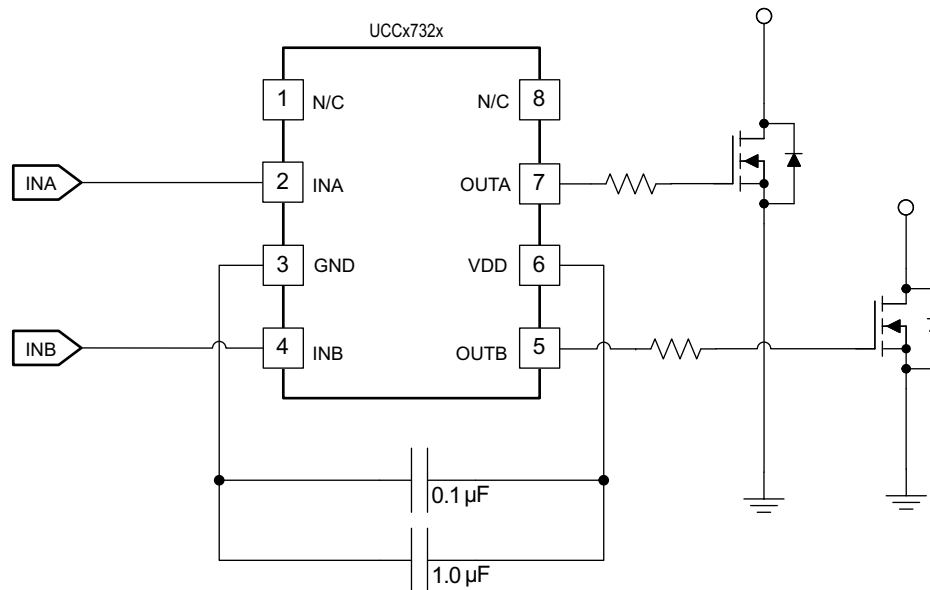 UCCx732x
1 N/C
N/C 8
INA
2 INA
OUTA 7
3 GND
VDD 6
INB
4 INB
OUTB 5
0.1 µF
1.0 µF